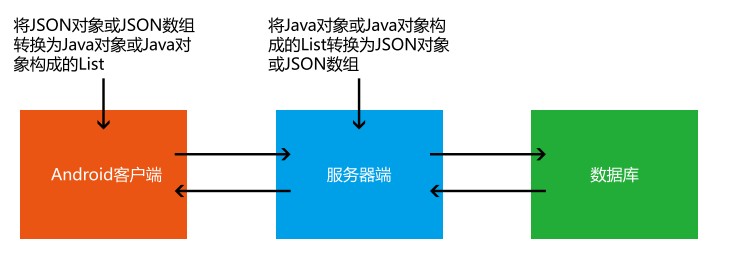 将JSON对象或JSON数组
转换为Java对象或Java对
象构成的List
将Java对象或Java对象构
成的List转换为JSON对象
或JSON数组
Android客户端
服务器端
数据库